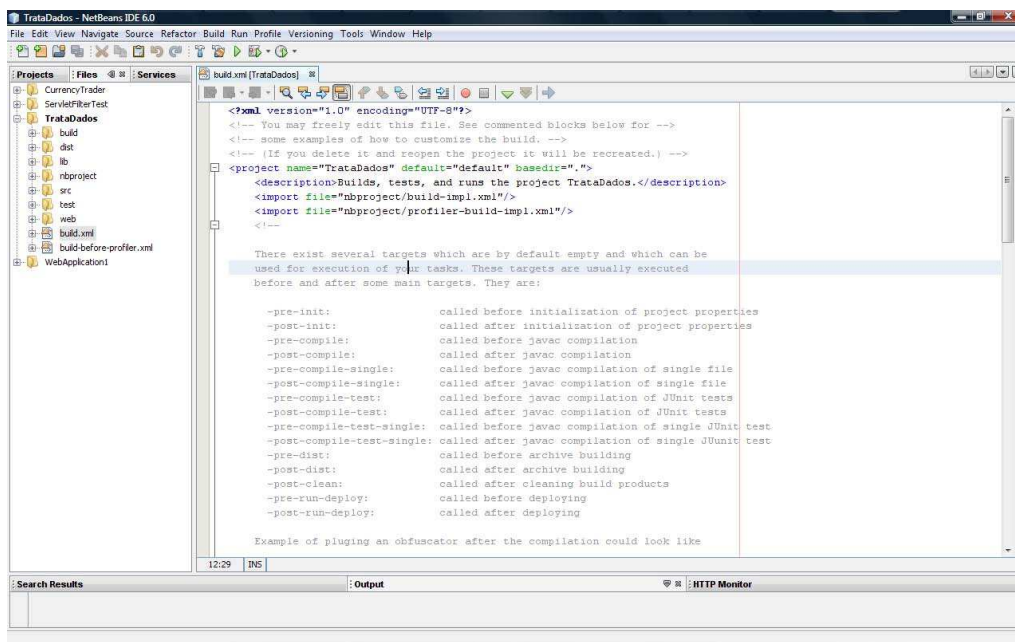 TrataDados - NetBeans IDE 6.0
File Edit View Navigate Source Refactor Build Run Profile Versioning Tools Window Help
Projects Files Services
CurrencyTrader
ServletFilterTest
TrataDados
build
dist
lib
nbproject
src
test
web
build.xml
build-before-profiler.xml
WebApplication1
build.xml [TrataDados]
<?xml version="1.0" encoding="UTF-8"?>
<!-- You may freely edit this file. See commented blocks below for -->
<!-- some examples of how to customize the build. -->
<!-- (If you delete it and reopen the project it will be recreated.) -->
<project name="TrataDados" default="default" basedir=".">
<description>Builds, tests, and runs the project TrataDados.</description>
<import file="nbproject/build-impl.xml"/>
<import file="nbproject/profiler-build-impl.xml"/>
<!--
There exist several targets which are by default empty and which can be
used for execution of your tasks. These targets are usually executed
before and after some main targets. They are:
-pre-init: called before initialization of project properties
-post-init: called after initialization of project properties
-pre-compile: called before javac compilation
-post-compile: called after javac compilation
-pre-compile-single: called before javac compilation of single file
-post-compile-single: called after javac compilation of single file
-pre-compile-test: called before javac compilation of JUnit tests
-post-compile-test: called after javac compilation of JUnit tests
-pre-compile-test-single: called before javac compilation of single JUnit test
-post-compile-test-single: called after javac compilation of single JUunit test
-pre-dist: called before archive building
-post-dist: called after archive building
-post-clean: called after cleaning build products
-pre-run-deploy: called before deploying
-post-run-deploy: called after deploying
Example of pluging an obfuscator after the compilation could look like
12:29 INS
Search Results
Output
HTTP Monitor